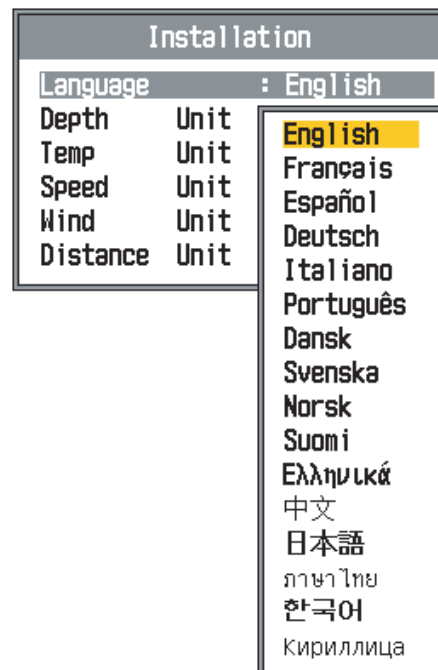 Installation
Language : English
Depth Unit
Temp Unit
Speed Unit
Wind Unit
Distance Unit
English
Français
Español
Deutsch
Italiano
Português
Dansk
Svenska
Norsk
Suomi
Ελληνικά
中文
日本語
ภาษาไทย
한국어
Кириллица